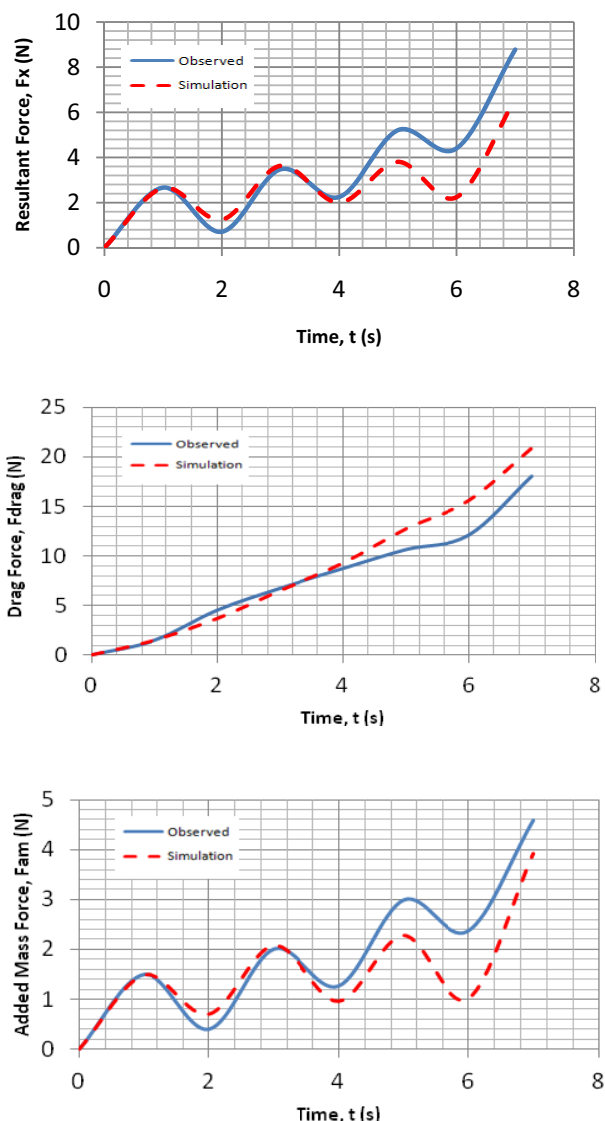 10
8
6
4
2
0
Resultant Force, Fx (N)
Observed
Simulation
0 2 4 6 8
Time, t (s)
25
20
15
10
5
0
Drag Force, Fdrag (N)
Observed
Simulation
0 2 4 6 8
Time, t (s)
5
4
3
2
1
0
Added Mass Force, Fam (N)
Observed
Simulation
0 2 4 6 8
Time, t (s)